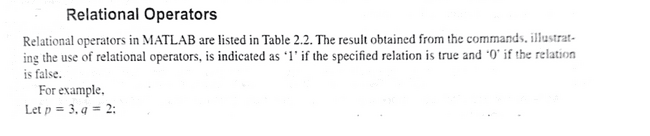 Relational Operators
Relational operators in MATLAB are listed in Table 2.2. The result obtained from the commands, illustrat-
ing the use of relational operators, is indicated as ‘1’ if the specified relation is true and ‘0’ if the relation
is false.
For example,
Let p = 3, q = 2;